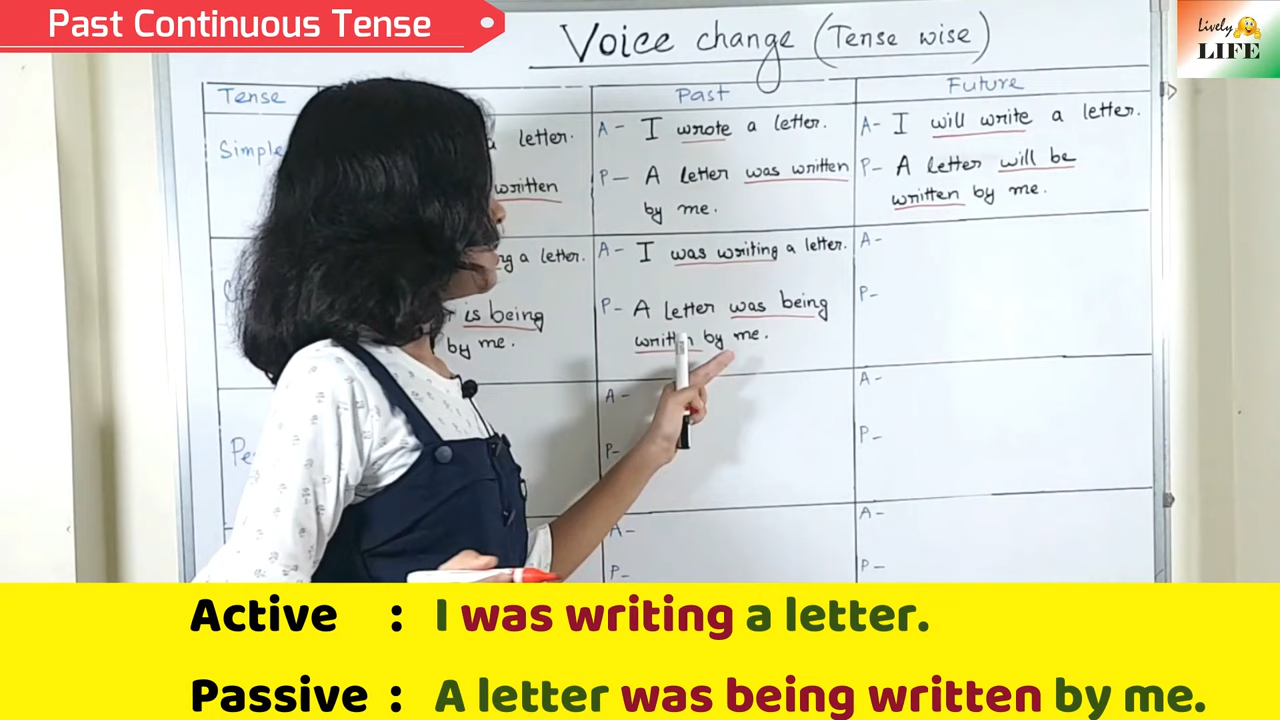 Past Continuous Tense
Lively
LIFE
Voice change (Tense wise)
Tense Past Future
Simple
a letter.
written
A - I wrote a letter.
P - A letter was written
by me.
A - I will write a letter.
P - A letter will be
written by me.
a letter.
is being
by me.
A - I was writing a letter.
P - A letter was being
written by me.
A -
P -
A -
P -
A -
P -
A -
P -
A -
P -
Active : I was writing a letter.
Passive : A letter was being written by me.